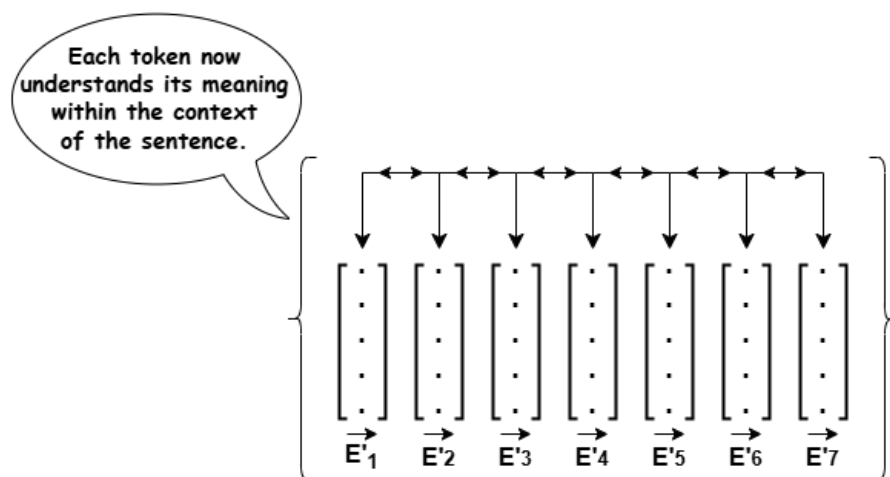 Each token now
understands its meaning
within the context
of the sentence.
E'1 E'2 E'3 E'4 E'5 E'6 E'7